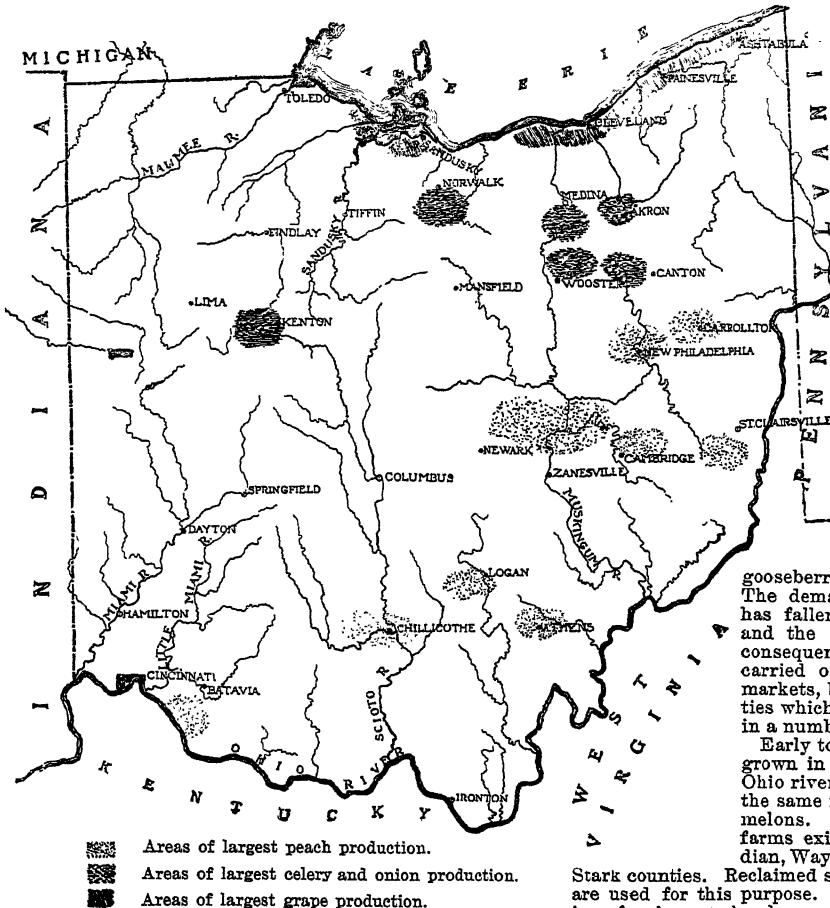 MICHIGAN
LAKE ERIE
ASHTABULA
PAINESVILLE
TOLEDO
CLEVELAND
MAUMEE R.
SANDUSKY
NORWALK
MEDINA
AKRON
TIFFIN
FINDLAY
SANDUSKY R.
WOOSTER
CANTON
MANSFIELD
LIMA
KENTON
CARROLLTON
NEW PHILADELPHIA
ST.CLAIRSVILLE
NEWARK
CAMBRIDGE
ZANESVILLE
COLUMBUS
SPRINGFIELD
MUSKINGUM R.
DAYTON
LOGAN
MIAMI R.
LITTLE MIAMI R.
HAMILTON
CHILLICOTHE
ATHENS
CINCINNATI
BATAVIA
SCIOTO R.
OHIO RIVER
IRONTON
INDIANA
PENNSYLVANI
WEST
VIRGINIA
KENTUCKY
Areas of largest peach production.
Areas of largest celery and onion production.
Areas of largest grape production.
gooseberr
The dema
has fallen
and the
consequen
carried o
markets, 
ties which
in a numb
Early to
grown in
Ohio river
the same
melons.
farms exi
dian, Way
Stark counties. Reclaimed s
are used for this purpose.